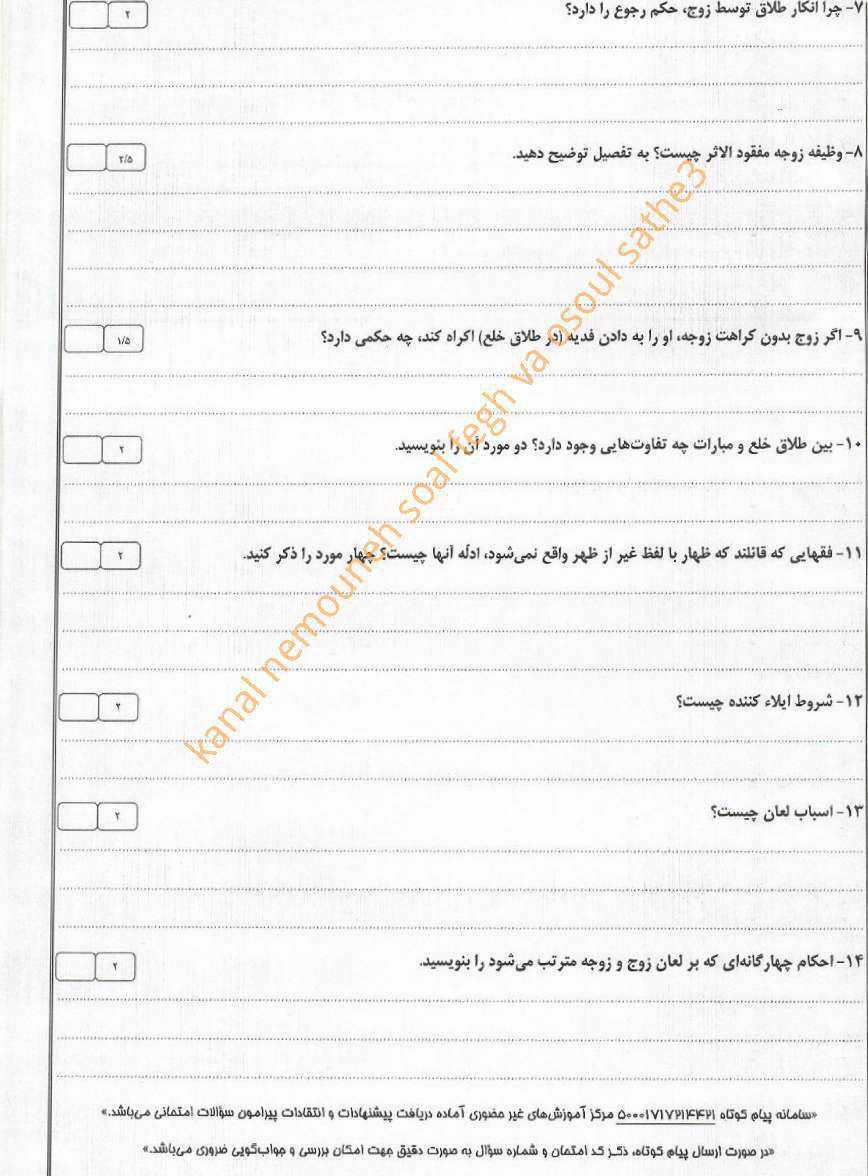 ۷- چرا انکار طلاق توسط زوج، حکم رجوع را دارد؟
۲
۸- وظیفه زوجه مفقود الاثر چیست؟ به تفصیل توضیح دهید.
۲/۵
۹- اگر زوج بدون کراهت زوجه، او را به دادن فدیه (در طلاق خلع) اکراه کند، چه حکمی دارد؟
۱/۵
۱۰- بین طلاق خلع و مبارات چه تفاوت‌هایی وجود دارد؟ دو مورد آن را بنویسید.
۲
۱۱- فقهایی که قائلند که ظهار با لفظ غیر از ظهر واقع نمی‌شود، ادلّه آنها چیست؟ چهار مورد را ذکر کنید.
۲
۱۲- شروط ایلاء کننده چیست؟
۲
۱۳- اسباب لعان چیست؟
۲
۱۴- احکام چهارگانه‌ای که بر لعان زوج و زوجه مترتب می‌شود را بنویسید.
۲
«سامانه پیام کوتاه ۵۰۰۰۱۷۱۷۲۱۴۴۲۱ مرکز آموزش‌های غیر حضوری آماده دریافت پیشنهادات و انتقادات پیرامون سؤالات امتحانی می‌باشد.»
«در صورت ارسال پیام کوتاه، ذکر کد امتحان و شماره سؤال به صورت دقیق جهت امکان بررسی و جواب‌گویی ضروری می‌باشد.»
kanal nemouneh soal fegh va osoul sathe3